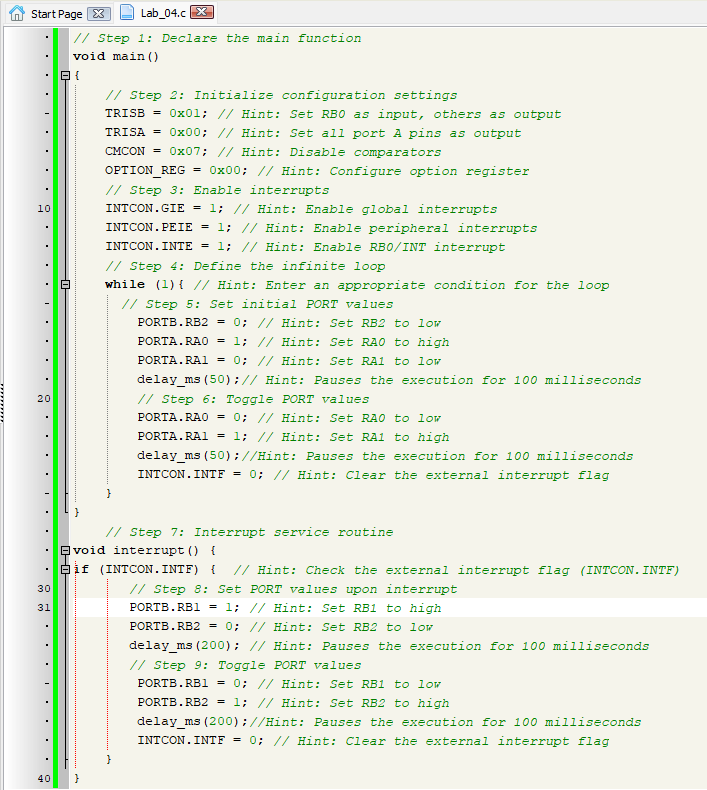 Start Page Lab_04.c
// Step 1: Declare the main function
void main()
{
// Step 2: Initialize configuration settings
TRISB = 0x01; // Hint: Set RB0 as input, others as output
TRISA = 0x00; // Hint: Set all port A pins as output
CMCON = 0x07; // Hint: Disable comparators
OPTION_REG = 0x00; // Hint: Configure option register
// Step 3: Enable interrupts
10 INTCON.GIE = 1; // Hint: Enable global interrupts
INTCON.PEIE = 1; // Hint: Enable peripheral interrupts
INTCON.INTE = 1; // Hint: Enable RB0/INT interrupt
// Step 4: Define the infinite loop
while (1){ // Hint: Enter an appropriate condition for the loop
// Step 5: Set initial PORT values
PORTB.RB2 = 0; // Hint: Set RB2 to low
PORTA.RA0 = 1; // Hint: Set RA0 to high
PORTA.RA1 = 0; // Hint: Set RA1 to low
delay_ms(50);// Hint: Pauses the execution for 100 milliseconds
20 // Step 6: Toggle PORT values
PORTA.RA0 = 0; // Hint: Set RA0 to low
PORTA.RA1 = 1; // Hint: Set RA1 to high
delay_ms(50);//Hint: Pauses the execution for 100 milliseconds
INTCON.INTF = 0; // Hint: Clear the external interrupt flag
}
}
// Step 7: Interrupt service routine
void interrupt() {
if (INTCON.INTF) { // Hint: Check the external interrupt flag (INTCON.INTF)
30 // Step 8: Set PORT values upon interrupt
31 PORTB.RB1 = 1; // Hint: Set RB1 to high
PORTB.RB2 = 0; // Hint: Set RB2 to low
delay_ms(200); // Hint: Pauses the execution for 100 milliseconds
// Step 9: Toggle PORT values
PORTB.RB1 = 0; // Hint: Set RB1 to low
PORTB.RB2 = 1; // Hint: Set RB2 to high
delay_ms(200);//Hint: Pauses the execution for 100 milliseconds
INTCON.INTF = 0; // Hint: Clear the external interrupt flag
}
40 }